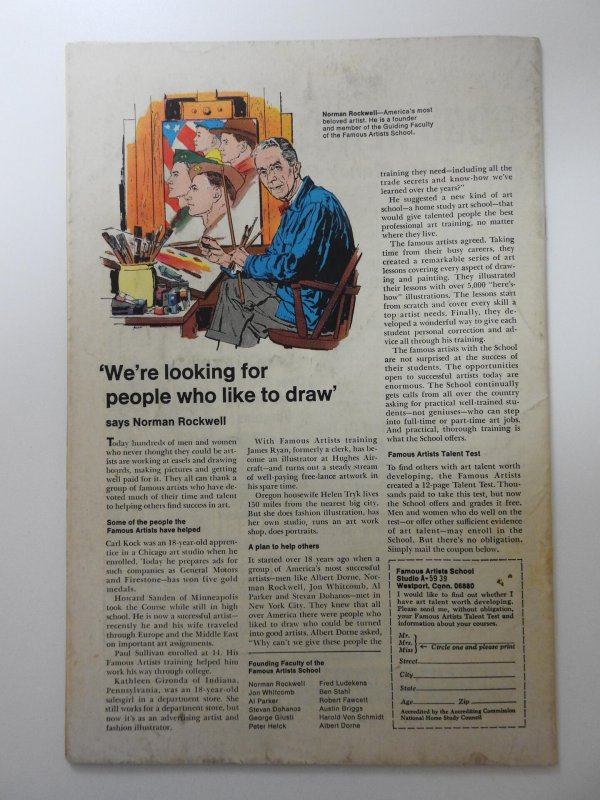 Norman Rockwell—America's most
beloved artist. He is a founder
and member of the Guiding Faculty
of the Famous Artists School.
'We're looking for
people who like to draw'
says Norman Rockwell
Today hundreds of men and women
who never thought they could be art-
ists are working at easels and drawing
boards, making pictures and getting
well paid for it. They all can thank a
group of famous artists who have de-
voted much of their time and talent
to helping others find success in art.
Some of the people the
Famous Artists have helped
Carl Kock was an 18-year-old appren-
tice in a Chicago art studio when he
enrolled. Today he prepares ads for
such companies as General Motors
and Firestone—has won five gold
medals.
Howard Sanden of Minneapolis
took the Course while still in high
school. He is now a successful artist—
recently he and his wife traveled
through Europe and the Middle East
on important art assignments.
Paul Sullivan enrolled at 14. His
Famous Artists training helped him
work his way through college.
Kathleen Gironda of Indiana,
Pennsylvania, was an 18-year-old
salesgirl in a department store. She
still works for a department store, but
now it's as an advertising artist and
fashion illustrator.
With Famous Artists training
James Ryan, formerly a clerk, has be-
come an illustrator at Hughes Air-
craft—and turns out a steady stream
of well-paying free-lance artwork in
his spare time.
Oregon housewife Helen Tryk lives
150 miles from the nearest big city.
But she does fashion illustration, has
her own studio, runs an art work
shop, does portraits.
A plan to help others
It started over 18 years ago when a
group of America's most successful
artists—men like Albert Dorne, Nor-
man Rockwell, Jon Whitcomb, Al
Parker and Stevan Dohanos—met in
New York City. They knew that all
over America there were people who
liked to draw who could be turned
into good artists. Albert Dorne asked,
"Why can't we give these people the
Founding Faculty of the
Famous Artists School
Norman Rockwell
Jon Whitcomb
Al Parker
Stevan Dohanos
George Giusti
Peter Helck
Fred Ludekens
Ben Stahl
Robert Fawcett
Austin Briggs
Harold Von Schmidt
Albert Dorne
training they need—including all the
trade secrets and know-how we've
learned over the years?"
He suggested a new kind of art
school—a home study art school—that
would give talented people the best
professional art training, no matter
where they live.
The famous artists agreed. Taking
time from their busy careers, they
created a remarkable series of art
lessons covering every aspect of draw-
ing and painting. They illustrated
their lessons with over 5,000 "here's-
how" illustrations. The lessons start
from scratch and cover every skill a
top artist needs. Finally, they de-
veloped a wonderful way to give each
student personal correction and ad-
vice all through his training.
The famous artists with the School
are not surprised at the success of
their students. The opportunities
open to successful artists today are
enormous. The School continually
gets calls from all over the country
asking for practical well-trained stu-
dents—not geniuses—who can step
into full-time or part-time art jobs.
And practical, thorough training is
what the School offers.
Famous Artists Talent Test
To find others with art talent worth
developing, the Famous Artists
created a 12-page Talent Test. Thou-
sands paid to take this test, but now
the School offers and grades it free.
Men and women who do well on the
test—or offer other sufficient evidence
of art talent—may enroll in the
School. But there's no obligation.
Simply mail the coupon below.
Famous Artists School
Studio A-5939
Westport, Conn. 06880
I would like to find out whether I
have art talent worth developing.
Please send me, without obligation,
your Famous Artists Talent Test and
information about your courses.
Mr.
Mrs. ← Circle one and please print
Miss
Street
City
State
Age Zip
Accredited by the Accrediting Commission
National Home Study Council